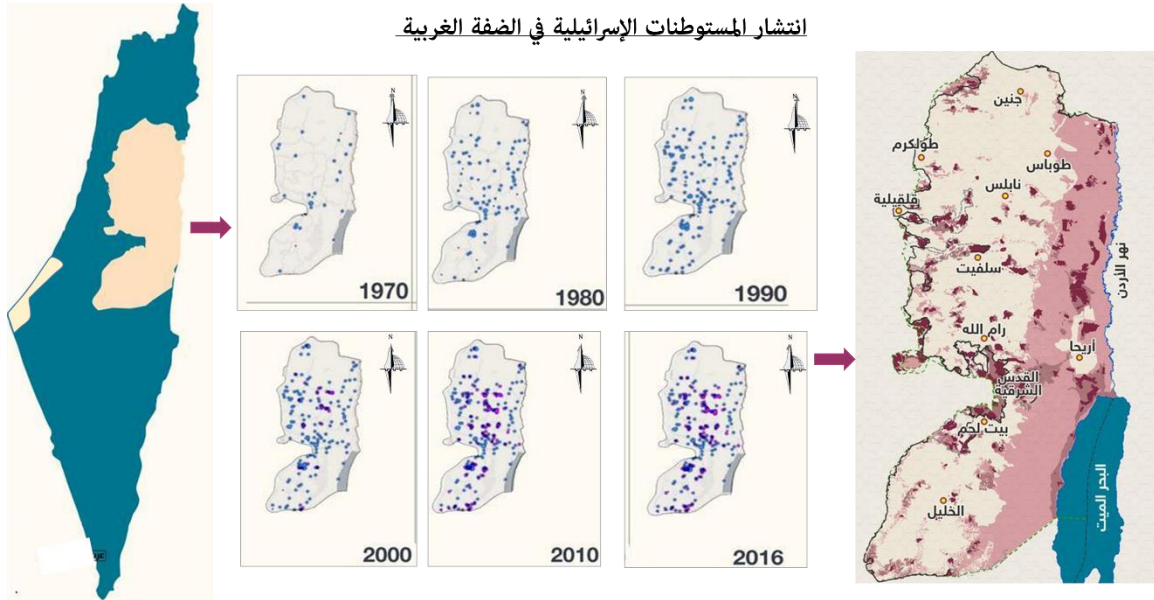 انتشار المستوطنات الإسرائيلية في الضفة الغربية
N
1970
N
1980
N
1990
N
2000
N
2010
N
2016
جنين
طولكرم
طوباس
نابلس
قلقيلية
سلفيت
نهر الأردن
رام الله
أريحا
القدس
الشرقية
بيت لحم
البحر الميت
الخليل